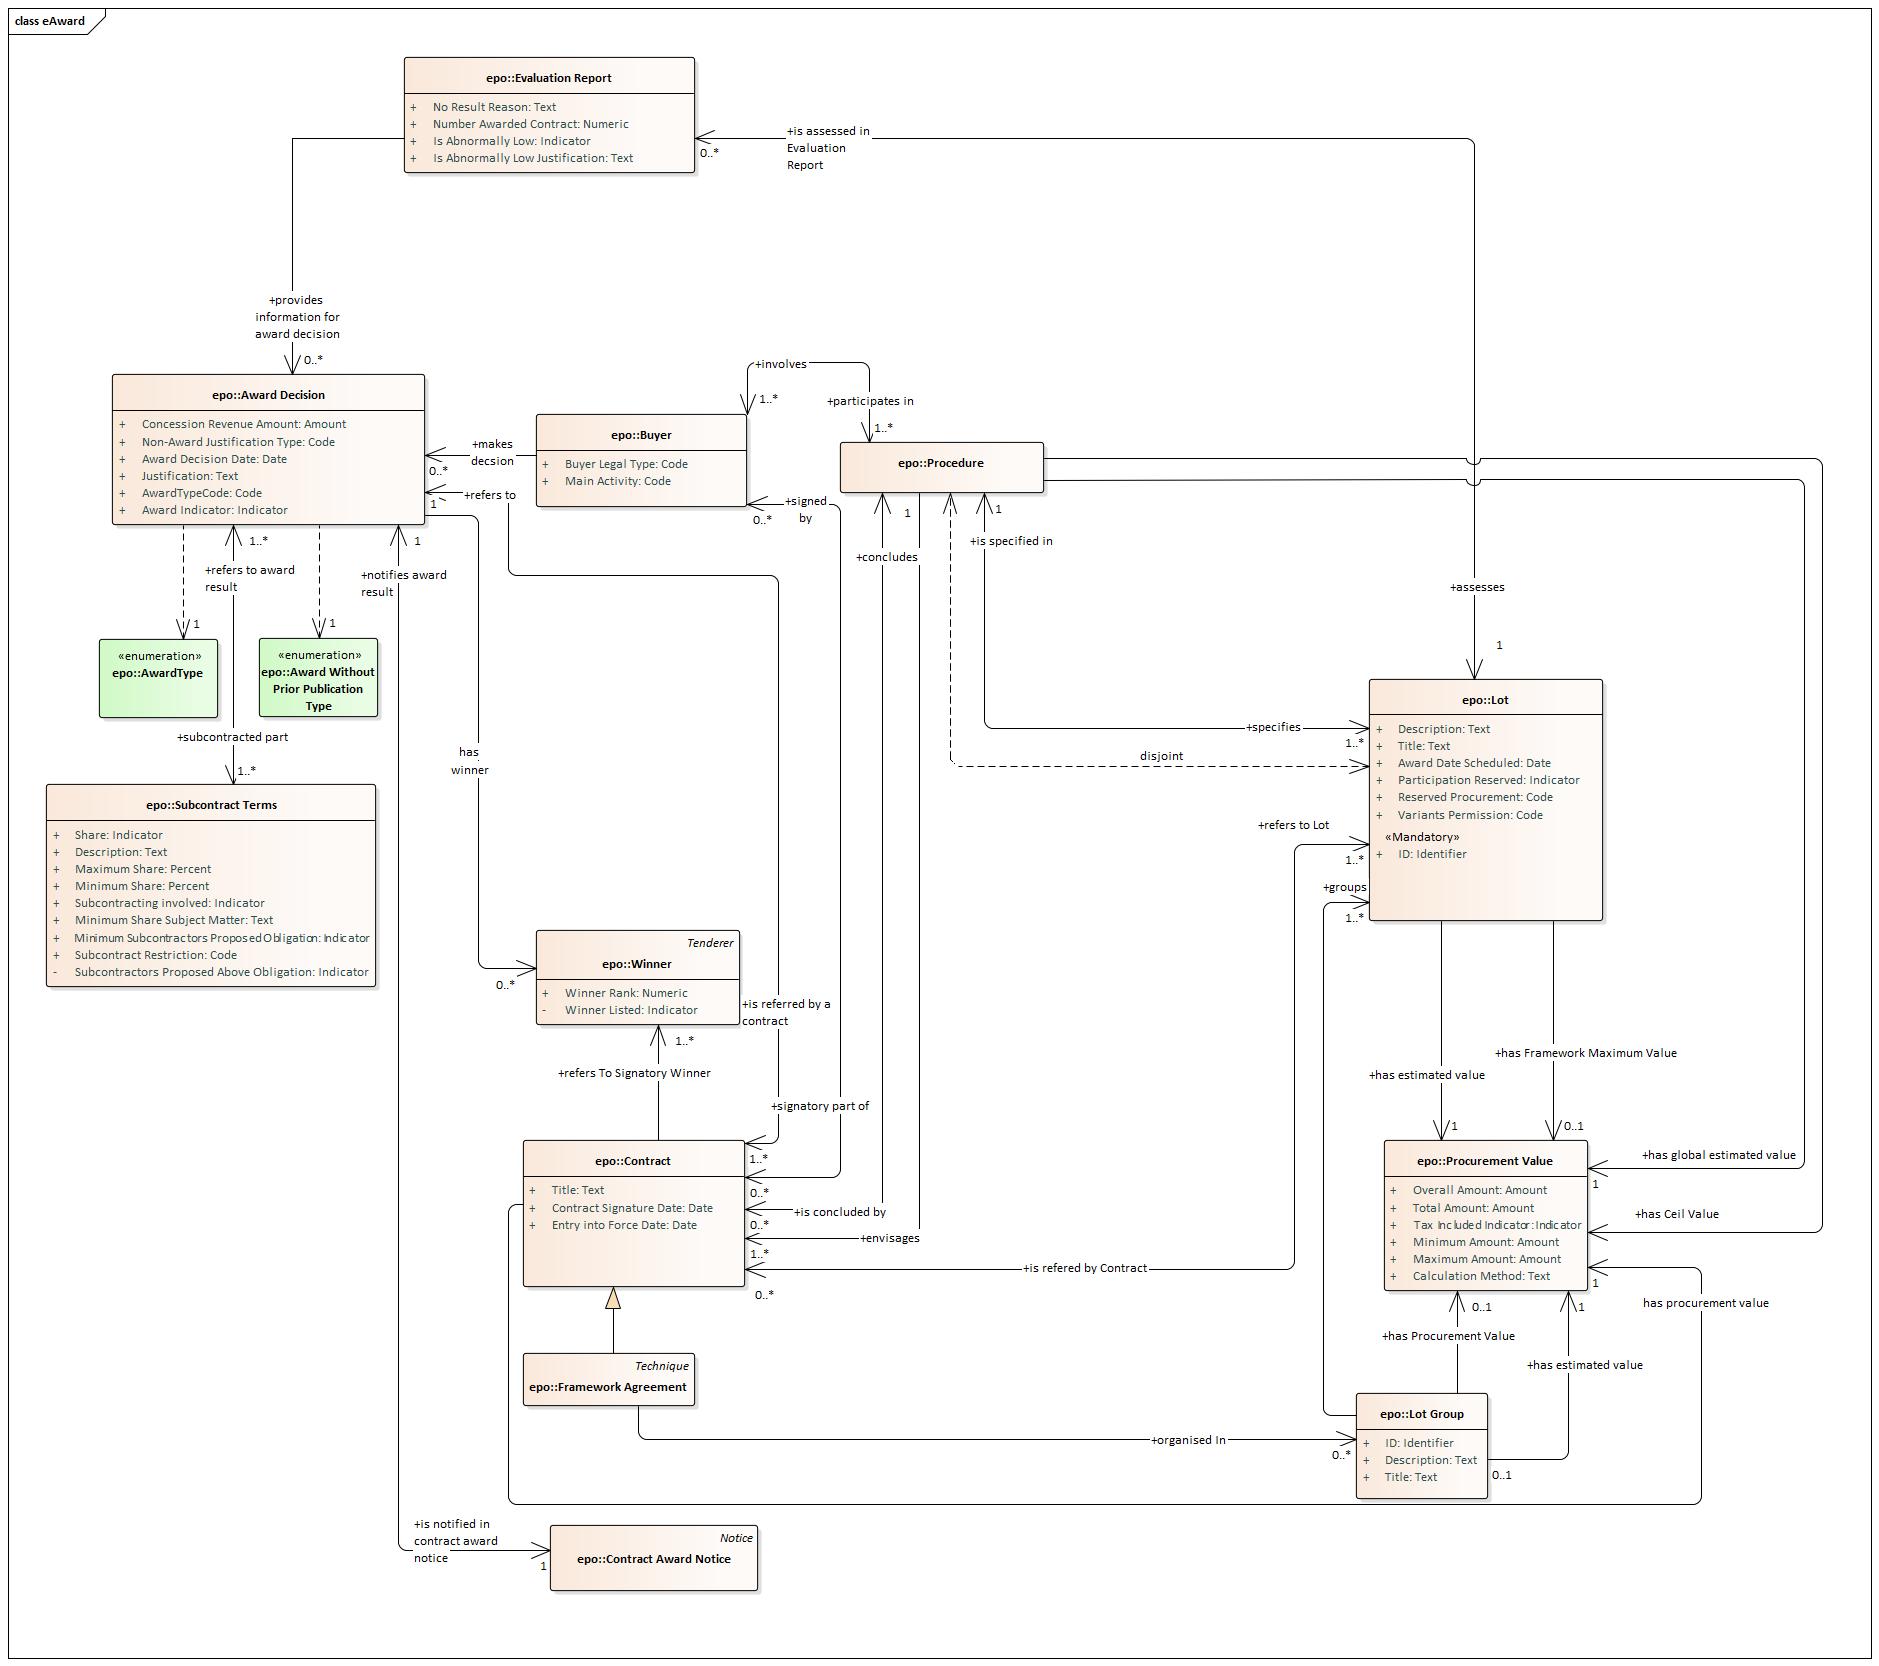 class eAward
epo::Evaluation Report
+ No Result Reason: Text
+ Number Awarded Contract: Numeric
+ Is Abnormally Low: Indicator
+ Is Abnormally Low Justification: Text
+is assessed in
Evaluation
Report
0..*
+provides
information for
award decision
0..*
epo::Award Decision
+ Concession Revenue Amount: Amount
+ Non-Award Justification Type: Code
+ Award Decision Date: Date
+ Justification: Text
+ AwardTypeCode: Code
+ Award Indicator: Indicator
+involves
1..*
+participates in
1..*
+makes
decsion
0..*
+refers to
1
epo::Buyer
+ Buyer Legal Type: Code
+ Main Activity: Code
+signed
by
0..*
epo::Procedure
1
+concludes
1
+is specified in
1..*
+refers to award
result
1
+notifies award
result
1
1
«enumeration»
epo::AwardType
«enumeration»
epo::Award Without
Prior Publication
Type
+subcontracted part
1..*
+assesses
1
epo::Lot
+ Description: Text
+ Title: Text
+ Award Date Scheduled: Date
+ Participation Reserved: Indicator
+ Reserved Procurement: Code
+ Variants Permission: Code
«Mandatory»
+ ID: Identifier
+specifies
1..*
disjoint
+refers to Lot
1..*
+groups
1..*
has
winner
0..*
epo::Subcontract Terms
+ Share: Indicator
+ Description: Text
+ Maximum Share: Percent
+ Minimum Share: Percent
+ Subcontracting involved: Indicator
+ Minimum Share Subject Matter: Text
+ Minimum Subcontractors Proposed Obligation: Indicator
+ Subcontract Restriction: Code
- Subcontractors Proposed Above Obligation: Indicator
Tenderer
epo::Winner
+ Winner Rank: Numeric
- Winner Listed: Indicator
+is referred by a
contract
1..*
+refers To Signatory Winner
+signatory part of
+has Framework Maximum Value
+has estimated value
1
0..1
epo::Contract
+ Title: Text
+ Contract Signature Date: Date
+ Entry into Force Date: Date
1..*
0..*
+is concluded by
0..*
+envisages
1..*
+is refered by Contract
0..*
epo::Procurement Value
+ Overall Amount: Amount
+ Total Amount: Amount
+ Tax Included Indicator: Indicator
+ Minimum Amount: Amount
+ Maximum Amount: Amount
+ Calculation Method: Text
+has global estimated value
1
+has Ceil Value
1
has procurement value
0..1
+has Procurement Value
1
+has estimated value
Technique
epo::Framework Agreement
+organised In
0..*
epo::Lot Group
+ ID: Identifier
+ Description: Text
+ Title: Text
0..1
+is notified in
contract award
notice
1
Notice
epo::Contract Award Notice